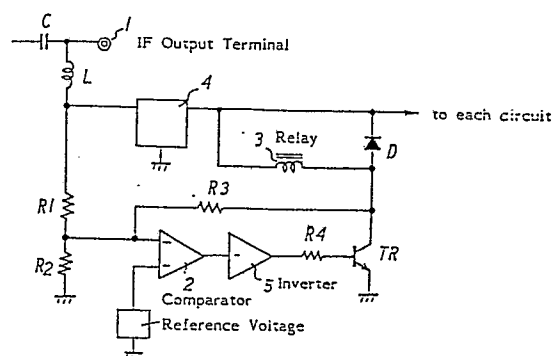 C
1
IF Output Terminal
L
4
to each circuit
3
Relay
D
R3
R1
R4
TR
R2
2
5
Inverter
Comparator
Reference Voltage